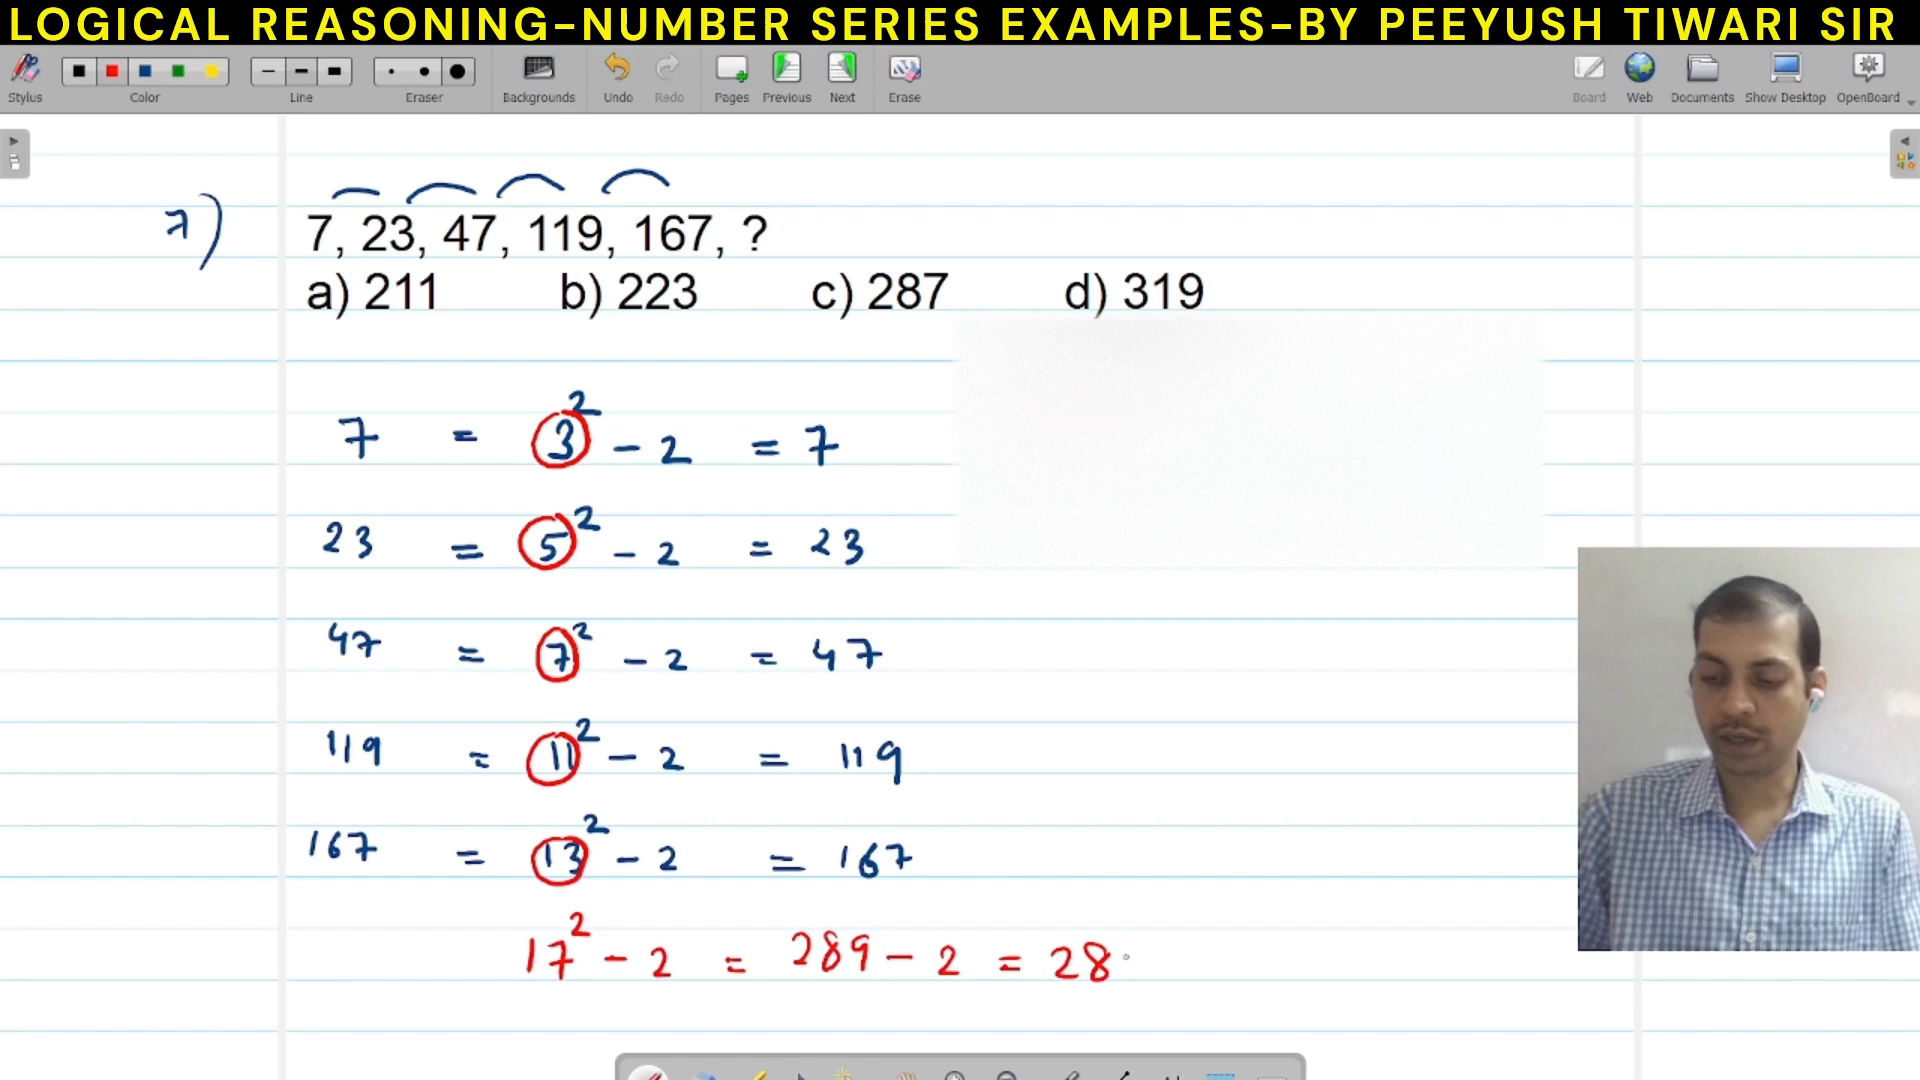 LOGICAL REASONING-NUMBER SERIES EXAMPLES-BY PEEYUSH TIWARI SIR
Stylus Color Line Eraser Backgrounds Undo Redo Pages Previous Next Erase Board Web Documents Show Desktop OpenBoard
7) 7, 23, 47, 119, 167, ?
a) 211 b) 223 c) 287 d) 319
7 = 3² - 2 = 7
23 = 5² - 2 = 23
47 = 7² - 2 = 47
119 = 11² - 2 = 119
167 = 13² - 2 = 167
17² - 2 = 289 - 2 = 28